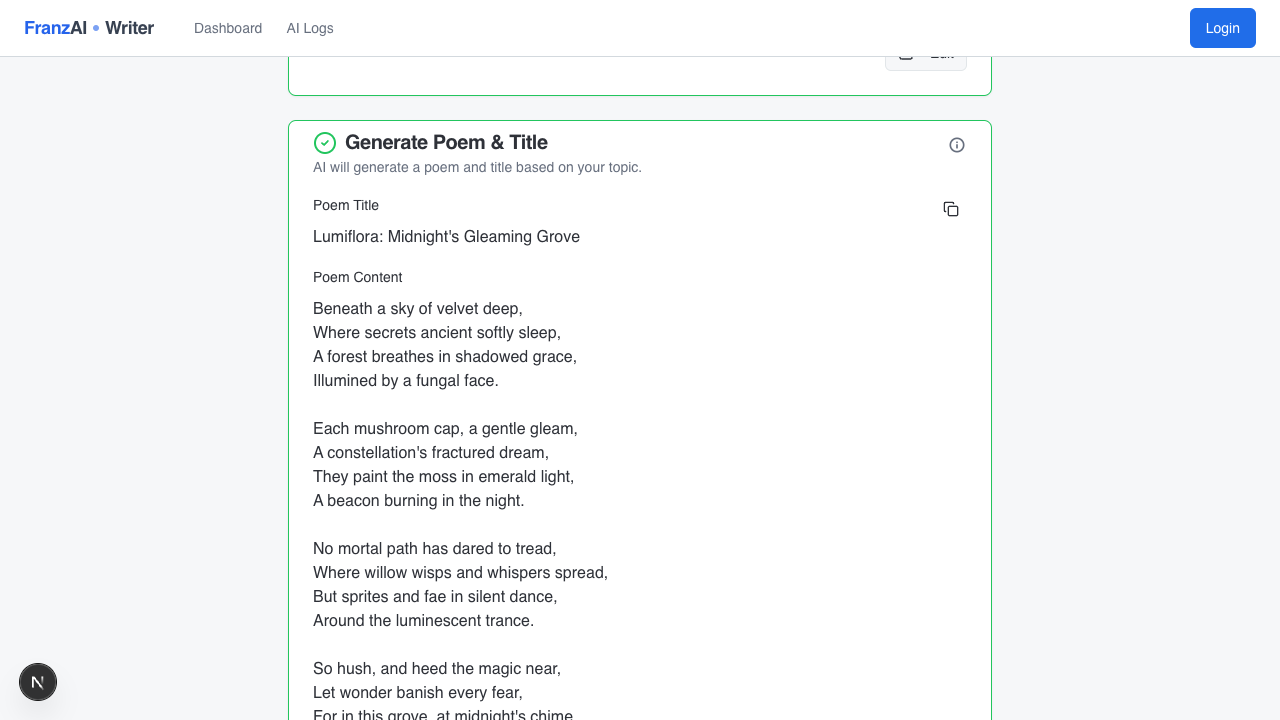 FranzAI • Writer
Dashboard
AI Logs
Login
Generate Poem & Title
AI will generate a poem and title based on your topic.
Poem Title
Lumiflora: Midnight's Gleaming Grove
Poem Content
Beneath a sky of velvet deep,
Where secrets ancient softly sleep,
A forest breathes in shadowed grace,
Illumined by a fungal face.
Each mushroom cap, a gentle gleam,
A constellation's fractured dream,
They paint the moss in emerald light,
A beacon burning in the night.
No mortal path has dared to tread,
Where willow wisps and whispers spread,
But sprites and fae in silent dance,
Around the luminescent trance.
So hush, and heed the magic near,
Let wonder banish every fear,
For in this grove, at midnight's chime
N